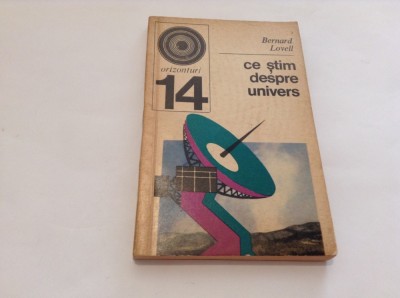 orizonturi
14
Bernard
Lovell
ce știm
despre
univers